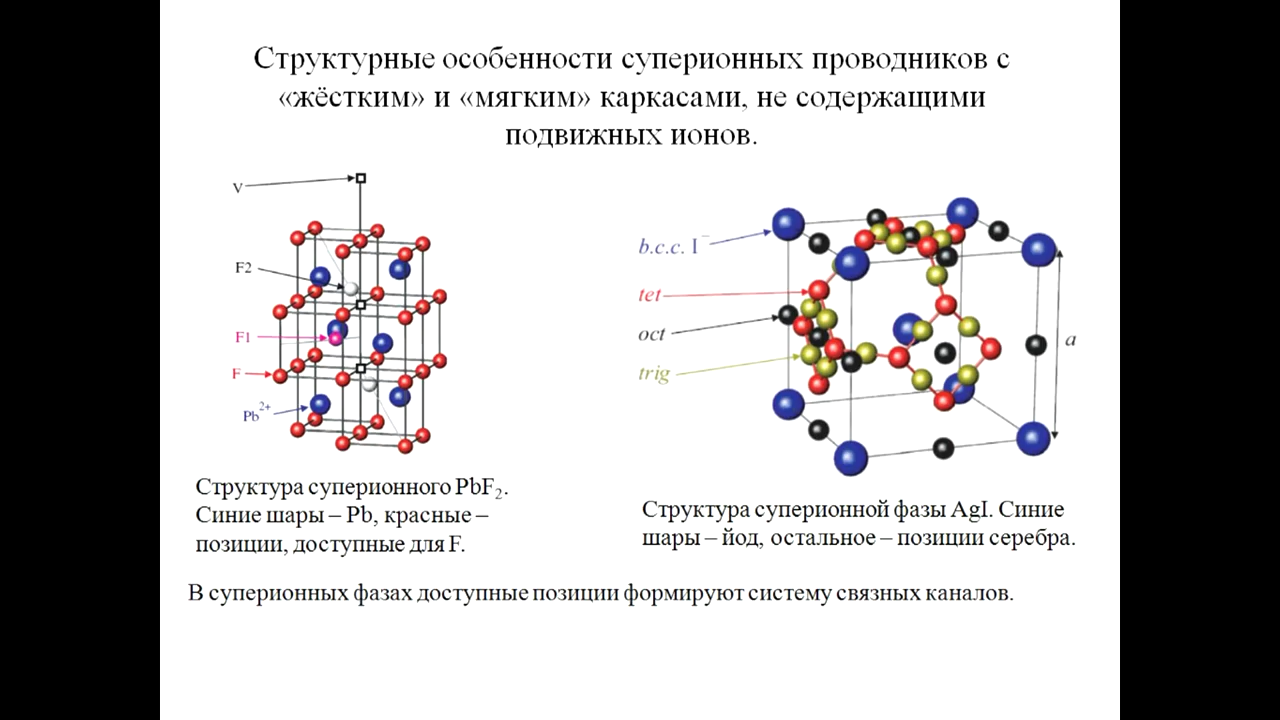 Структурные особенности суперионных проводников с
«жёстким» и «мягким» каркасами, не содержащими
подвижных ионов.
V
F2
F1
F
Pb²⁺
b.c.c. I⁻
tet
oct
trig
a
Структура суперионного PbF₂.
Синие шары – Pb, красные –
позиции, доступные для F.
Структура суперионной фазы AgI. Синие
шары – йод, остальное – позиции серебра.
В суперионных фазах доступные позиции формируют систему связных каналов.